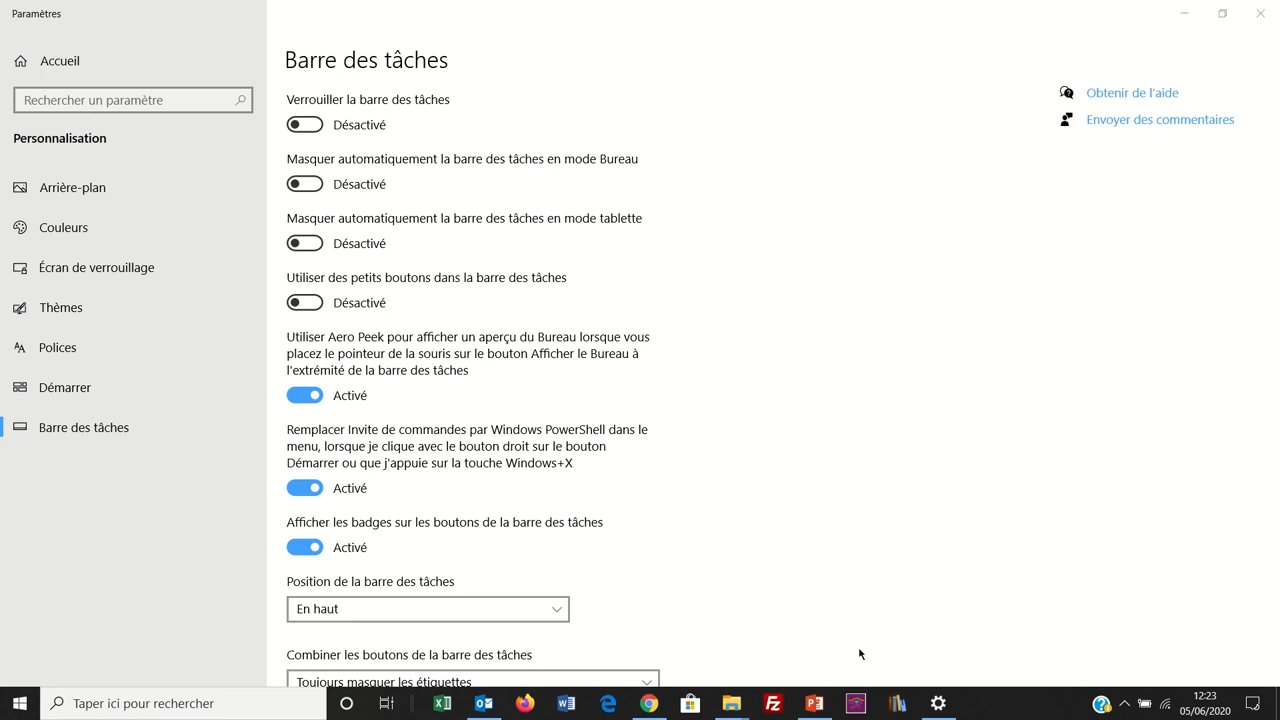 Paramètres
Accueil
Rechercher un paramètre
Personnalisation
Arrière-plan
Couleurs
Écran de verrouillage
Thèmes
Polices
Démarrer
Barre des tâches
Barre des tâches
Verrouiller la barre des tâches
Désactivé
Masquer automatiquement la barre des tâches en mode Bureau
Désactivé
Masquer automatiquement la barre des tâches en mode tablette
Désactivé
Utiliser des petits boutons dans la barre des tâches
Désactivé
Utiliser Aero Peek pour afficher un aperçu du Bureau lorsque vous
placez le pointeur de la souris sur le bouton Afficher le Bureau à
l'extrémité de la barre des tâches
Activé
Remplacer Invite de commandes par Windows PowerShell dans le
menu, lorsque je clique avec le bouton droit sur le bouton
Démarrer ou que j'appuie sur la touche Windows+X
Activé
Afficher les badges sur les boutons de la barre des tâches
Activé
Position de la barre des tâches
En haut
Combiner les boutons de la barre des tâches
Toujours masquer les étiquettes
Obtenir de l'aide
Envoyer des commentaires
Taper ici pour rechercher
12:23
05/06/2020